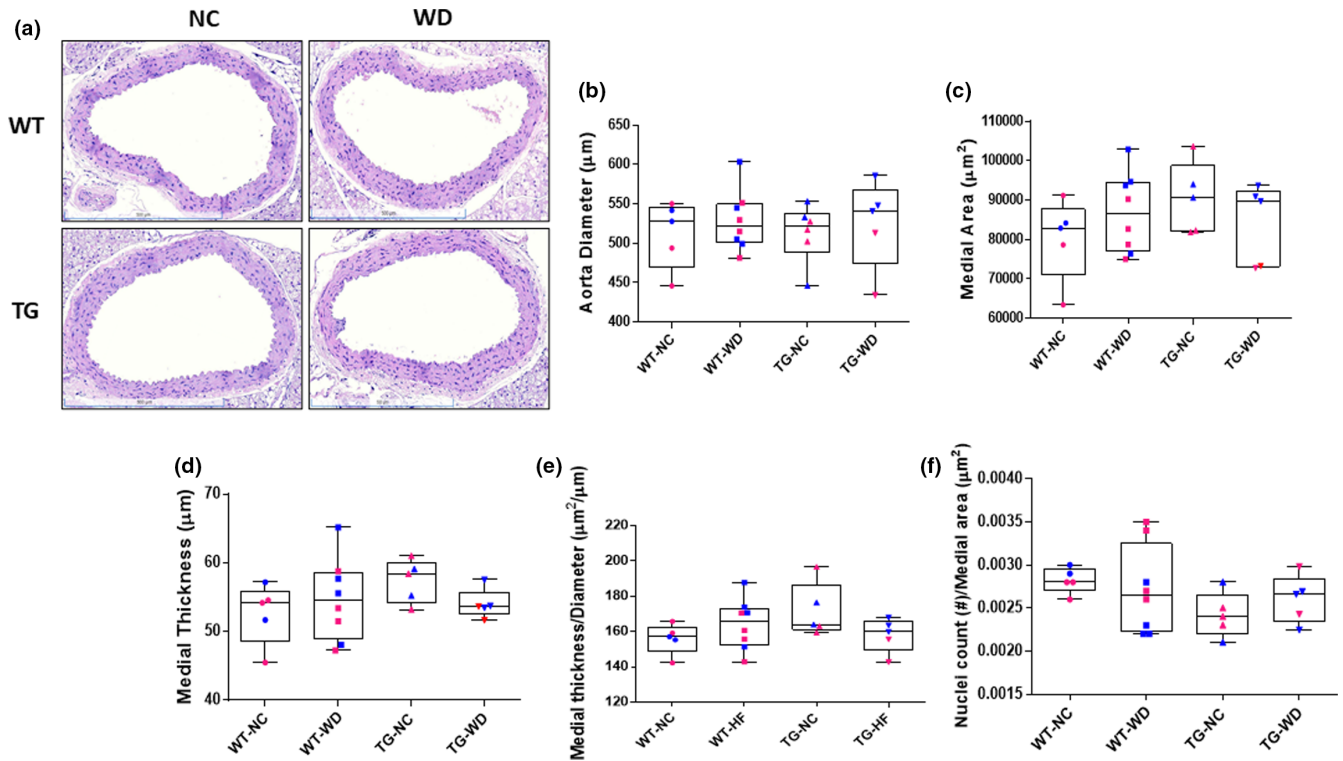 NC
WD
(a)
WT
TG
(b)
Aorta Diameter (μm)
650
600
550
500
450
400
WT-NC
WT-WD
TG-NC
TG-WD
(c)
Medial Area (μm²)
110000
100000
90000
80000
70000
60000
WT-NC
WT-WD
TG-NC
TG-WD
(d)
Medial Thickness (μm)
70
60
50
40
WT-NC
WT-WD
TG-NC
TG-WD
(e)
Medial thickness/Diameter (μm²/μm)
220
200
180
160
140
120
WT-NC
WT-HF
TG-NC
TG-HF
(f)
Nuclei count (#)/Medial area (μm²)
0.0040
0.0035
0.0030
0.0025
0.0020
0.0015
WT-NC
WT-WD
TG-NC
TG-WD